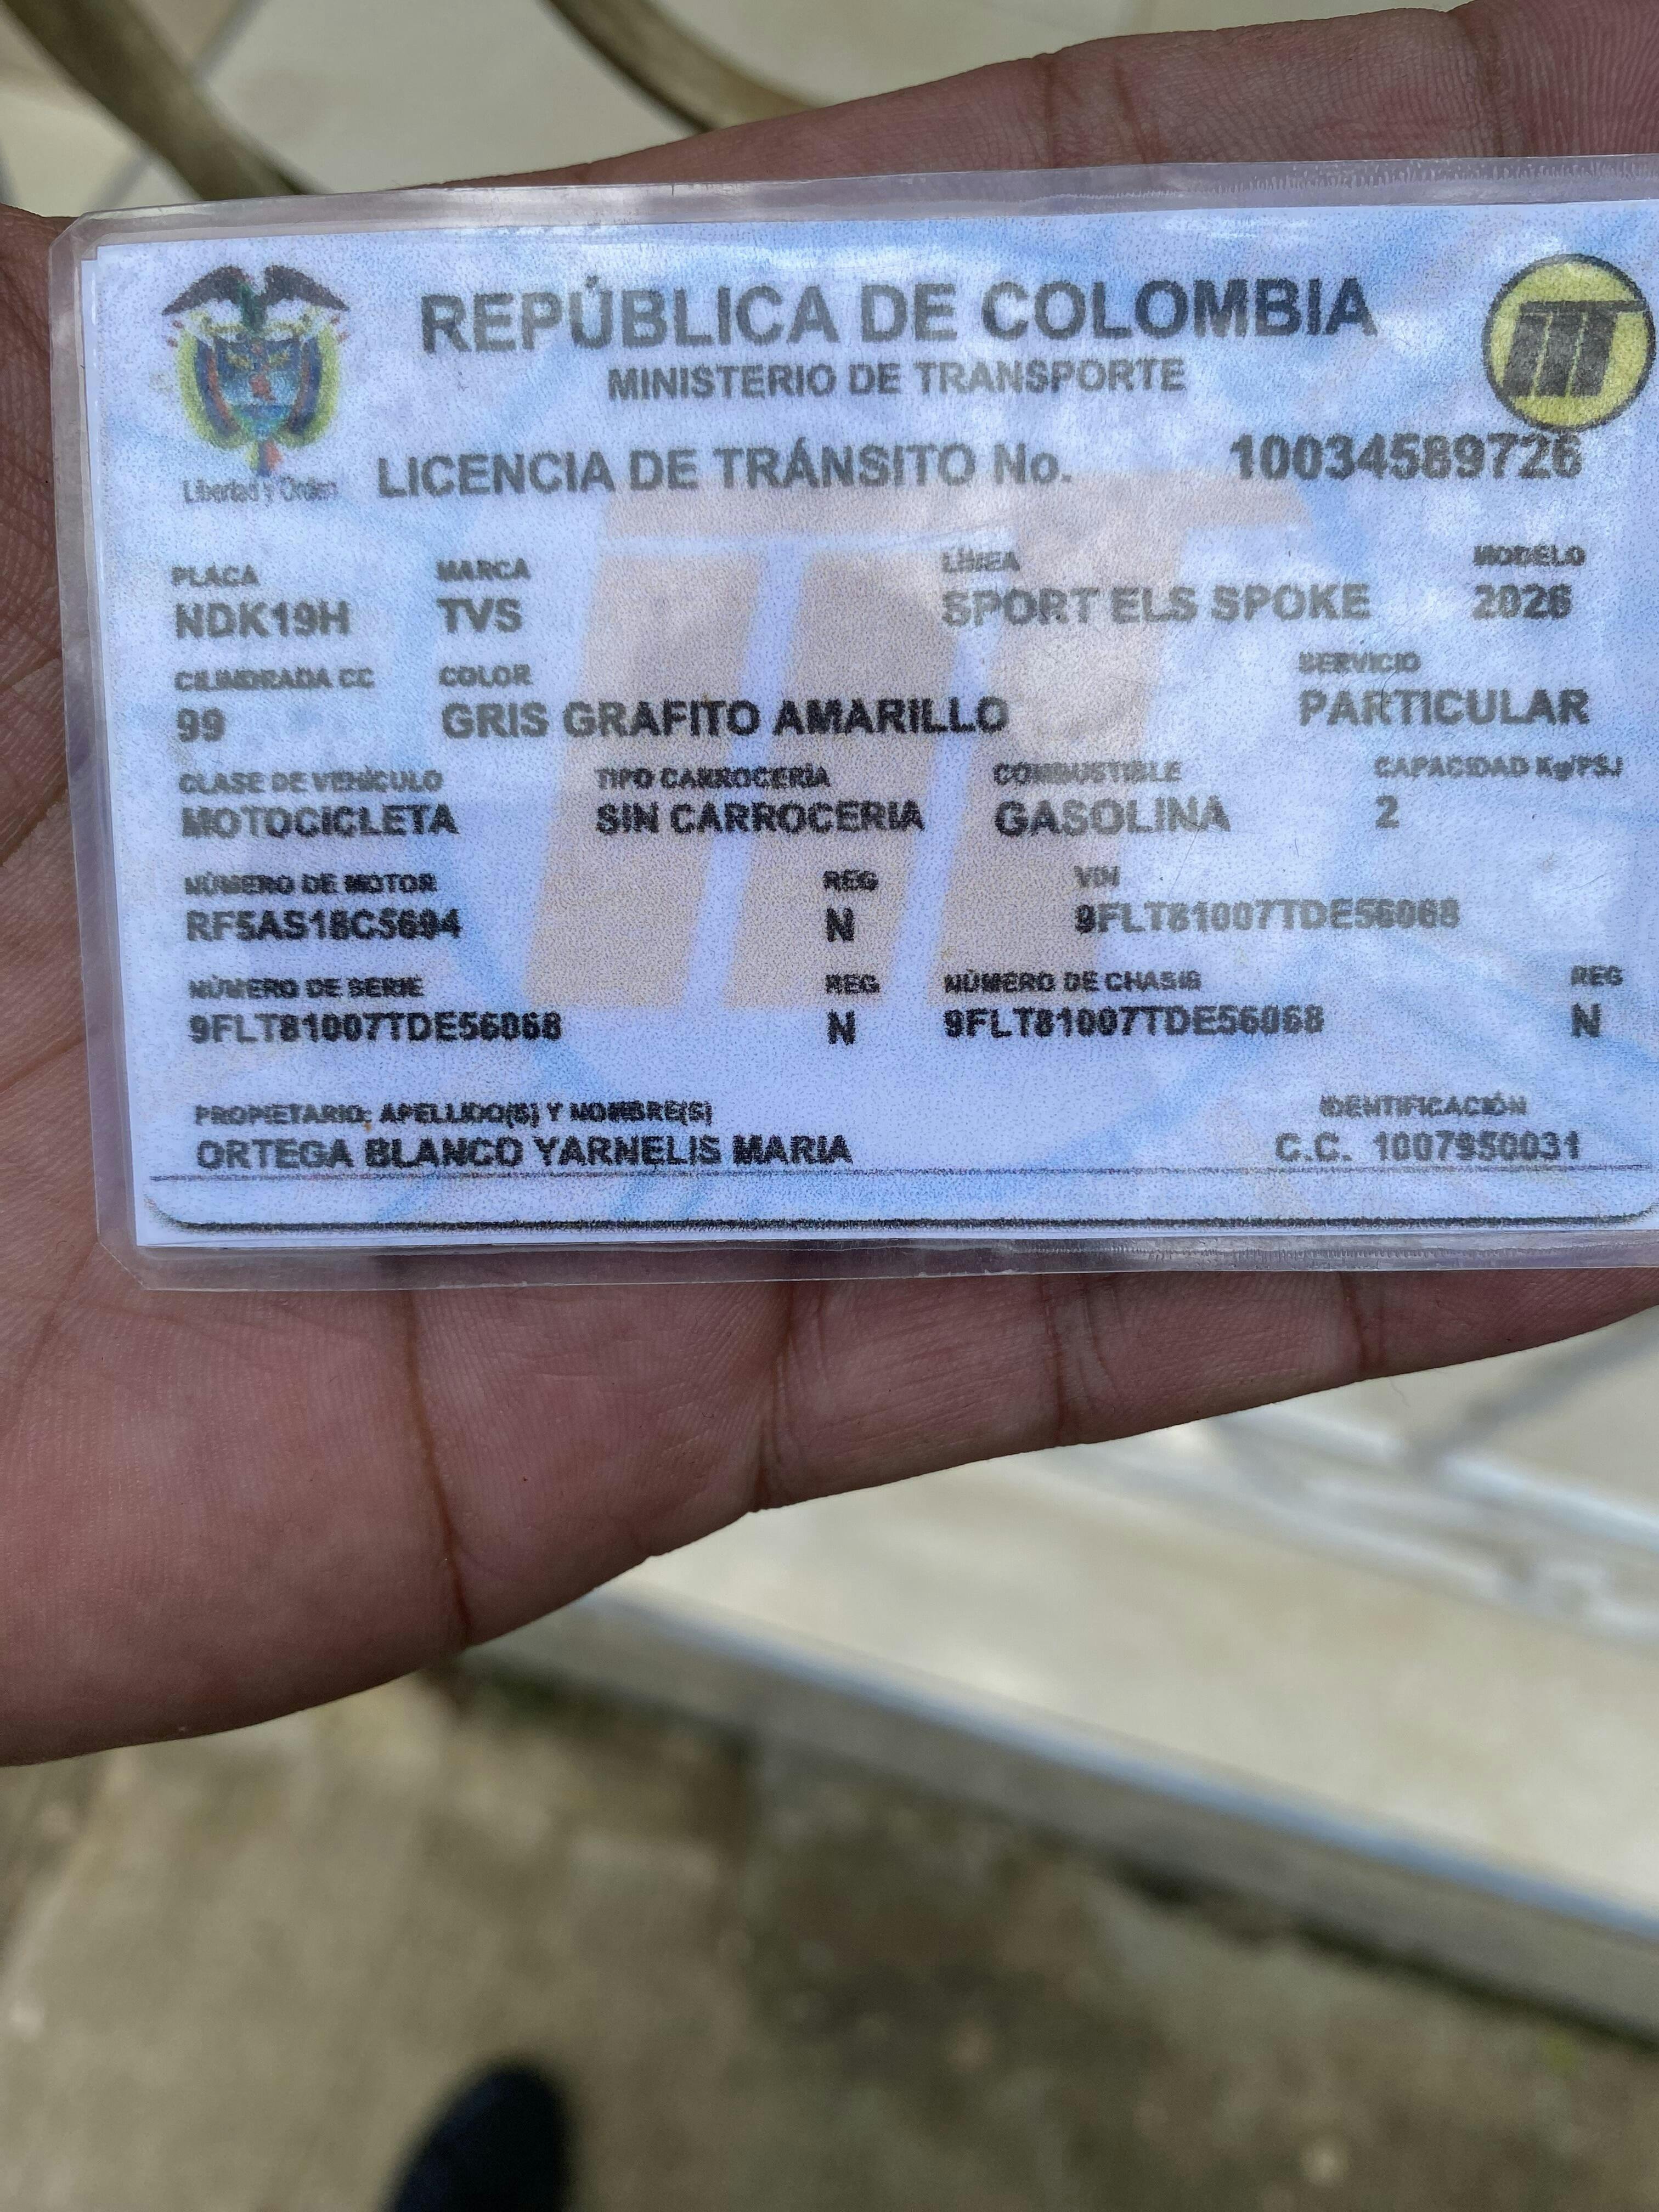 REPÚBLICA DE COLOMBIA
MINISTERIO DE TRANSPORTE
Libertad y Orden
LICENCIA DE TRÁNSITO No. 10034589726
PLACA MARCA LÍNEA MODELO
NDK19H TVS SPORT ELS SPOKE 2026
CILINDRADA CC COLOR SERVICIO
99 GRIS GRAFITO AMARILLO PARTICULAR
CLASE DE VEHÍCULO TIPO CARROCERÍA COMBUSTIBLE CAPACIDAD Kg/PSJ
MOTOCICLETA SIN CARROCERIA GASOLINA 2
NÚMERO DE MOTOR REG VIN
RF5AS18C5694 N 9FLT81007TDE56068
NÚMERO DE SERIE REG NÚMERO DE CHASIS REG
9FLT81007TDE56068 N 9FLT81007TDE56068 N
PROPIETARIO: APELLIDO(S) Y NOMBRE(S) IDENTIFICACIÓN
ORTEGA BLANCO YARNELIS MARIA C.C. 1007950031